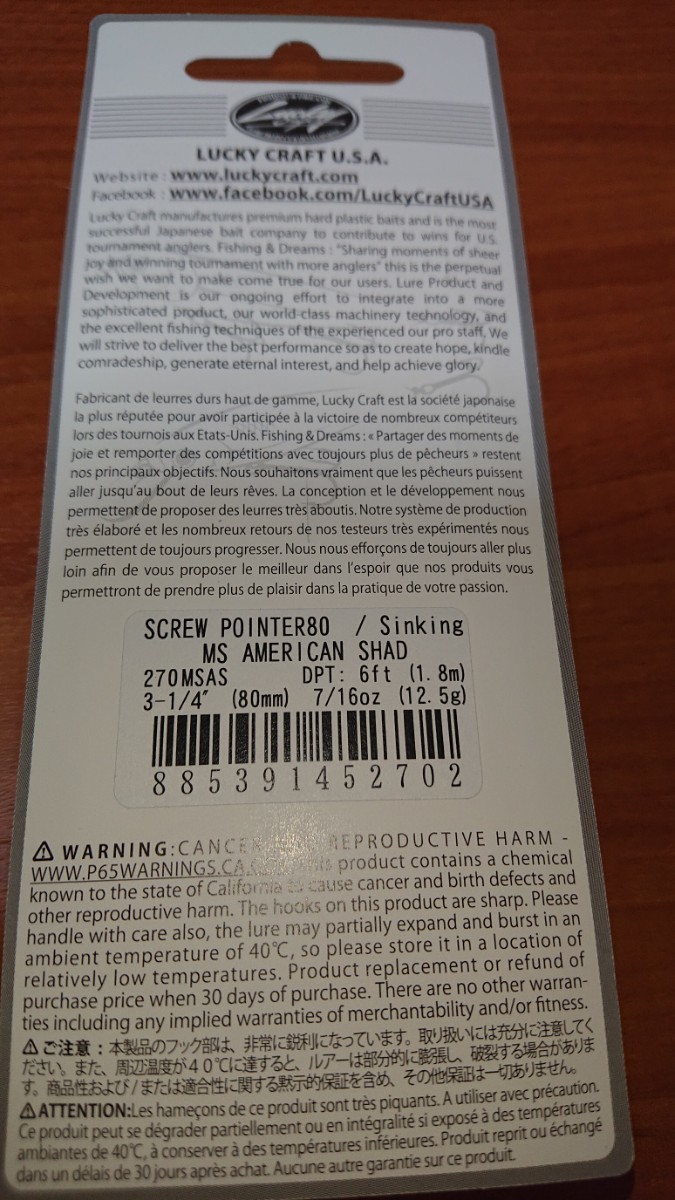 LUCKY CRAFT U.S.A.
Website : www.luckycraft.com
Facebook : www.facebook.com/LuckyCraftUSA
Lucky Craft manufactures premium hard plastic baits and is the most
successful Japanese bait company to contribute to wins for U.S.
tournament anglers. Fishing & Dreams : "Sharing moments of sheer
joy and winning tournament with more anglers" this is the perpetual
wish we want to make come true for our users. Lure Product and
Development is our ongoing effort to integrate into a more
sophisticated product, our world-class machinery technology, and
the excellent fishing techniques of the experienced our pro staff. We
will strive to deliver the best performance so as to create hope, kindle
comradeship, generate eternal interest, and help achieve glory.
Fabricant de leurres durs haut de gamme, Lucky Craft est la société japonaise
la plus réputée pour avoir participée à la victoire de nombreux compétiteurs
lors des tournois aux Etats-Unis. Fishing & Dreams : « Partager des moments de
joie et remporter des compétitions avec toujours plus de pêcheurs » restent
nos principaux objectifs. Nous souhaitons vraiment que les pêcheurs puissent
aller jusqu'au bout de leurs rêves. La conception et le développement nous
permettent de proposer des leurres très aboutis. Notre système de production
très élaboré et les nombreux retours de nos testeurs très expérimentés nous
permettent de toujours progresser. Nous nous efforçons de toujours aller plus
loin afin de vous proposer le meilleur dans l'espoir que nos produits vous
permettront de prendre plus de plaisir dans la pratique de votre passion.
SCREW POINTER80 / Sinking
MS AMERICAN SHAD
270MSAS DPT: 6ft (1.8m)
3-1/4" (80mm) 7/16oz (12.5g)
885391452702
⚠ WARNING:CANCER REPRODUCTIVE HARM -
WWW.P65WARNINGS.CA. product contains a chemical
known to the state of California to cause cancer and birth defects and
other reproductive harm. The hooks on this product are sharp. Please
handle with care also, the lure may partially expand and burst in an
ambient temperature of 40℃, so please store it in a location of
relatively low temperatures. Product replacement or refund of
purchase price when 30 days of purchase. There are no other warran-
ties including any implied warranties of merchantability and/or fitness.
⚠ご注意：本製品のフック部は、非常に鋭利になっています。取り扱いには充分に注意してく
ださい。また、周辺温度が４０℃に達すると、ルアーは部分的に膨張し、破裂する場合がありま
す。商品性および/または適合性に関する黙示的保証を含め、その他保証は一切ありません。
⚠ATTENTION:Les hameçons de ce produit sont très piquants. A utiliser avec précaution.
Ce produit peut se dégrader partiellement ou en intégralité si exposé à des températures
ambiantes de 40℃, à conserver à des températures inférieures. Produit reprit ou échangé
dans un délais de 30 jours après achat. Aucune autre garantie sur ce produit.